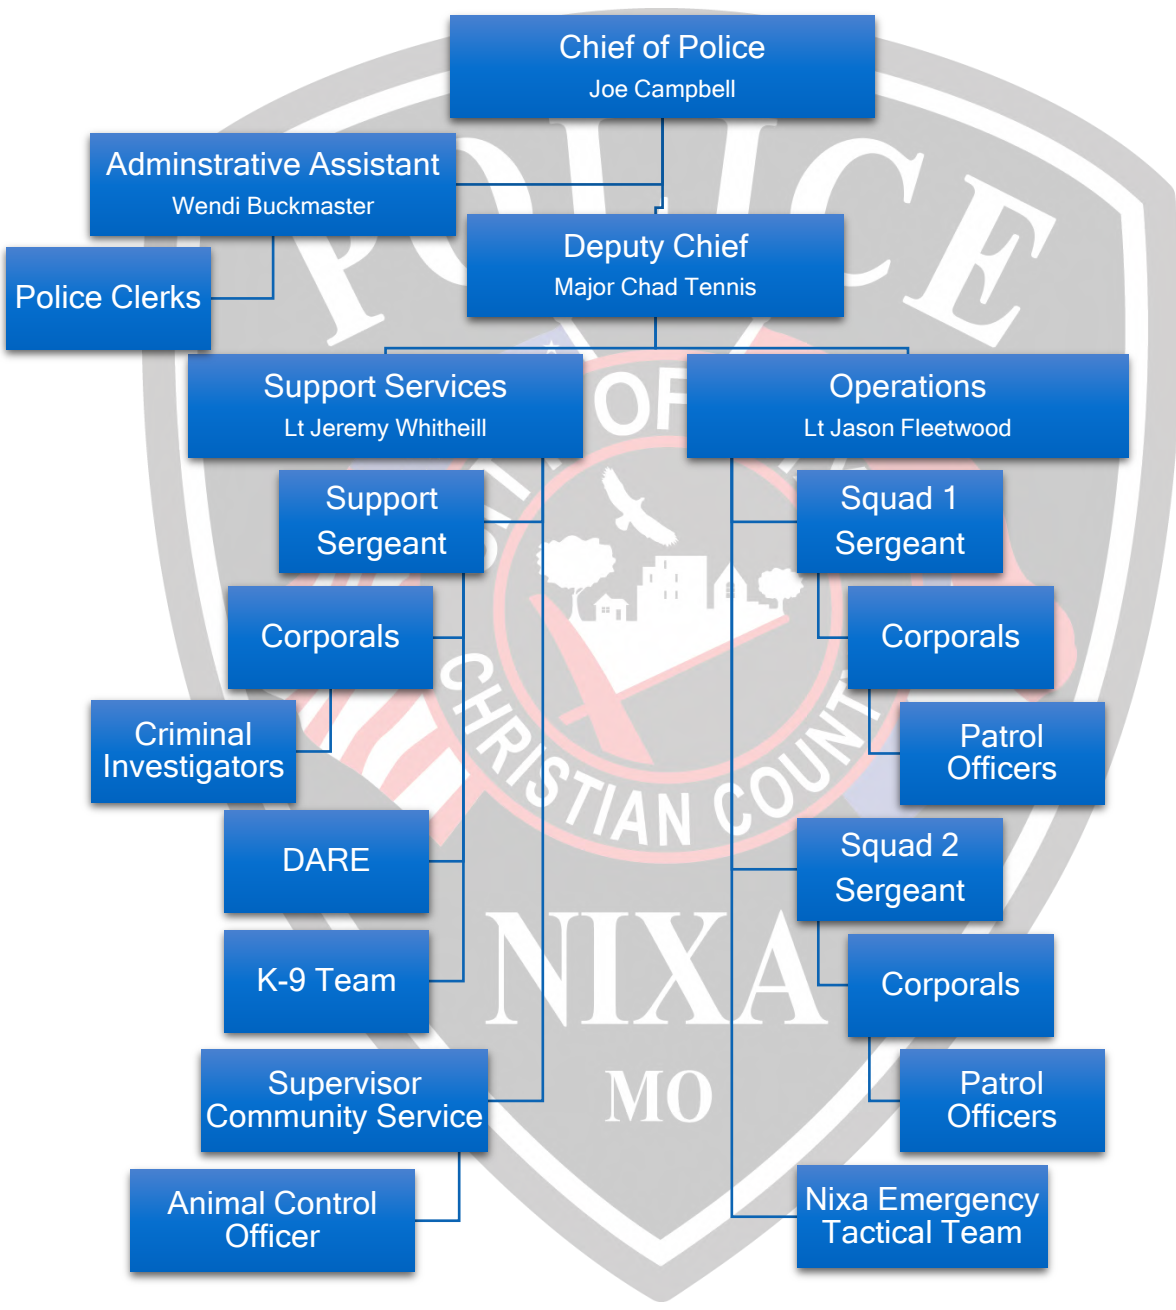 Chief of Police
Joe Campbell
Adminstrative Assistant
Wendi Buckmaster
Police Clerks
Deputy Chief
Major Chad Tennis
Support Services
Lt Jeremy Whitheill
Operations
Lt Jason Fleetwood
Support
Sergeant
Corporals
Criminal
Investigators
DARE
K-9 Team
Supervisor
Community Service
Animal Control
Officer
Squad 1
Sergeant
Corporals
Patrol
Officers
Squad 2
Sergeant
Corporals
Patrol
Officers
Nixa Emergency
Tactical Team
POLICE
OF
CHRISTIAN COUNTY
NIXA
MO